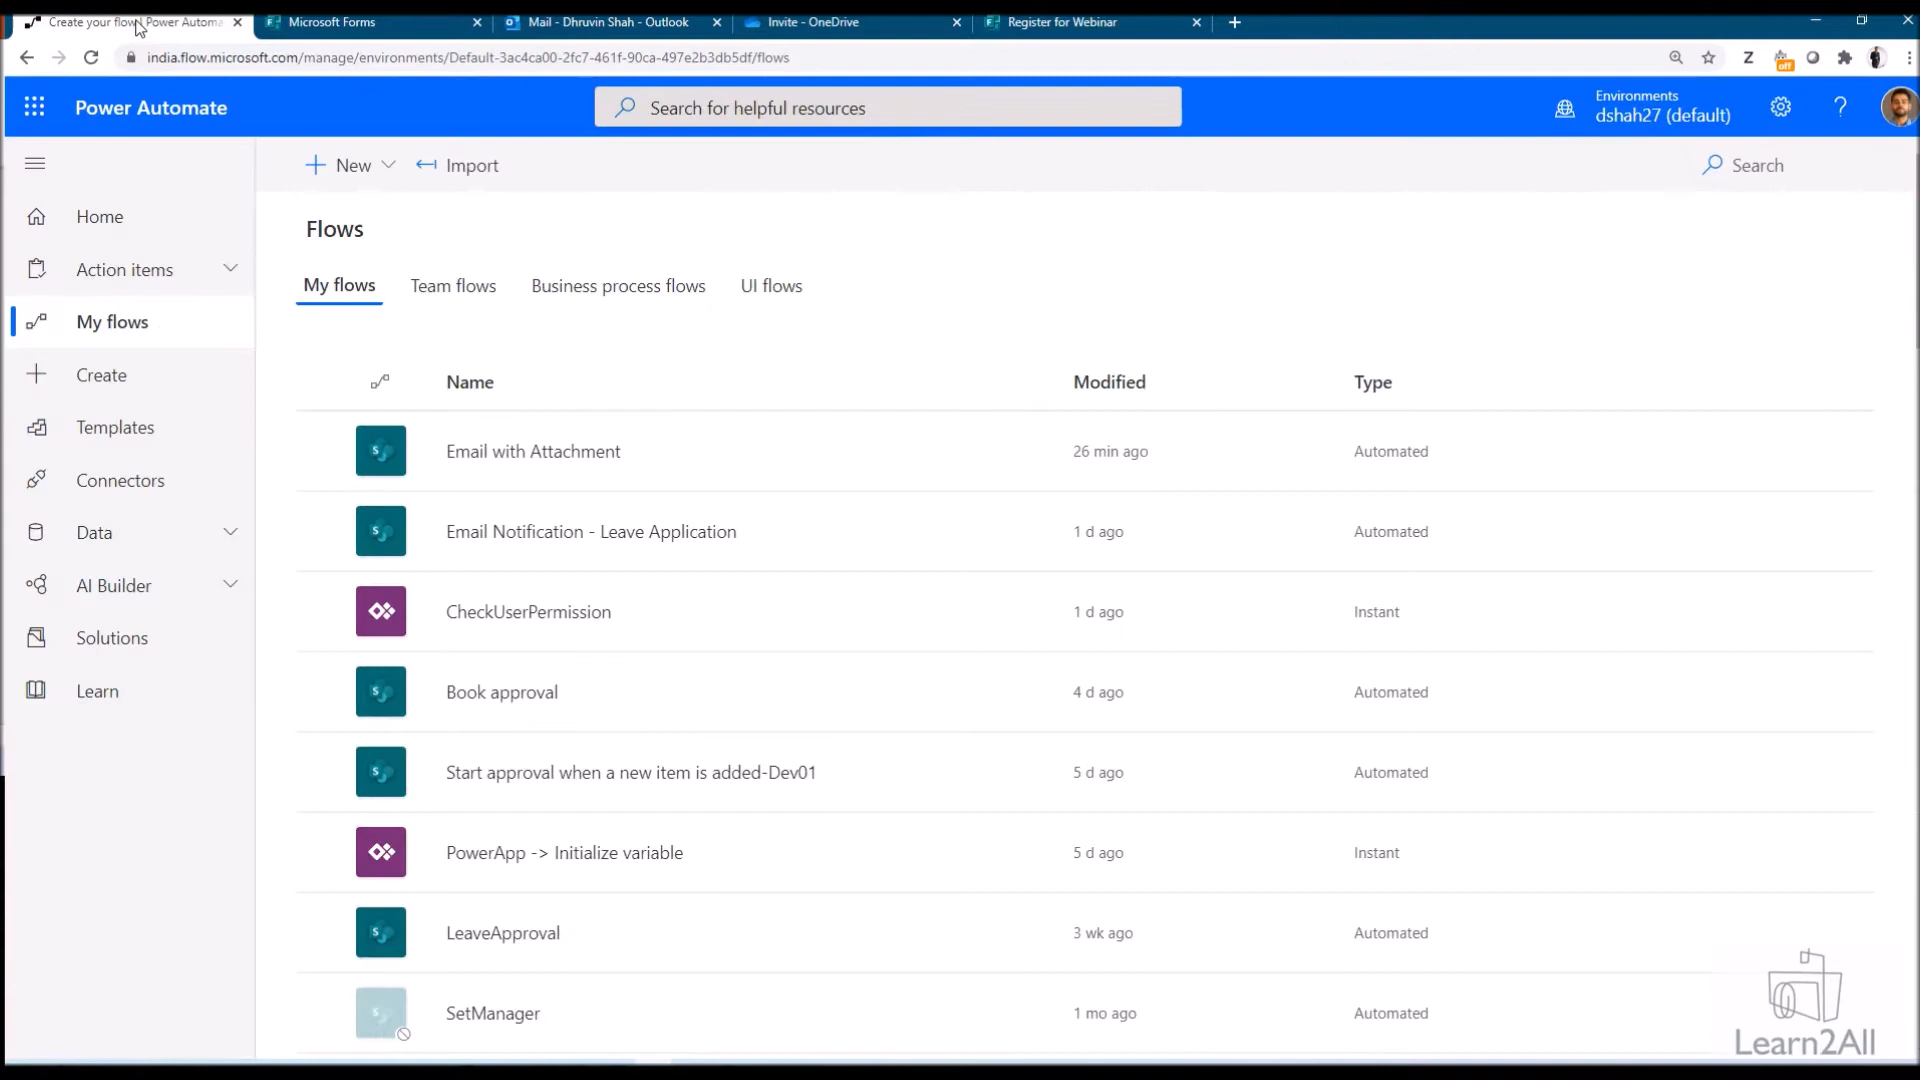 Create your flow | Power Automa
Microsoft Forms
Mail - Dhruvin Shah - Outlook
Invite - OneDrive
Register for Webinar
india.flow.microsoft.com/manage/environments/Default-3ac4ca00-2fc7-461f-90ca-497e2b3db5df/flows
Z
off
Power Automate
Search for helpful resources
Environments
dshah27 (default)
?
New
Import
Search
Home
Action items
My flows
Create
Templates
Connectors
Data
AI Builder
Solutions
Learn
Flows
My flows
Team flows
Business process flows
UI flows
Name
Modified
Type
S
Email with Attachment
26 min ago
Automated
S
Email Notification - Leave Application
1 d ago
Automated
CheckUserPermission
1 d ago
Instant
S
Book approval
4 d ago
Automated
S
Start approval when a new item is added-Dev01
5 d ago
Automated
PowerApp -> Initialize variable
5 d ago
Instant
S
LeaveApproval
3 wk ago
Automated
S
SetManager
1 mo ago
Automated
Learn2All